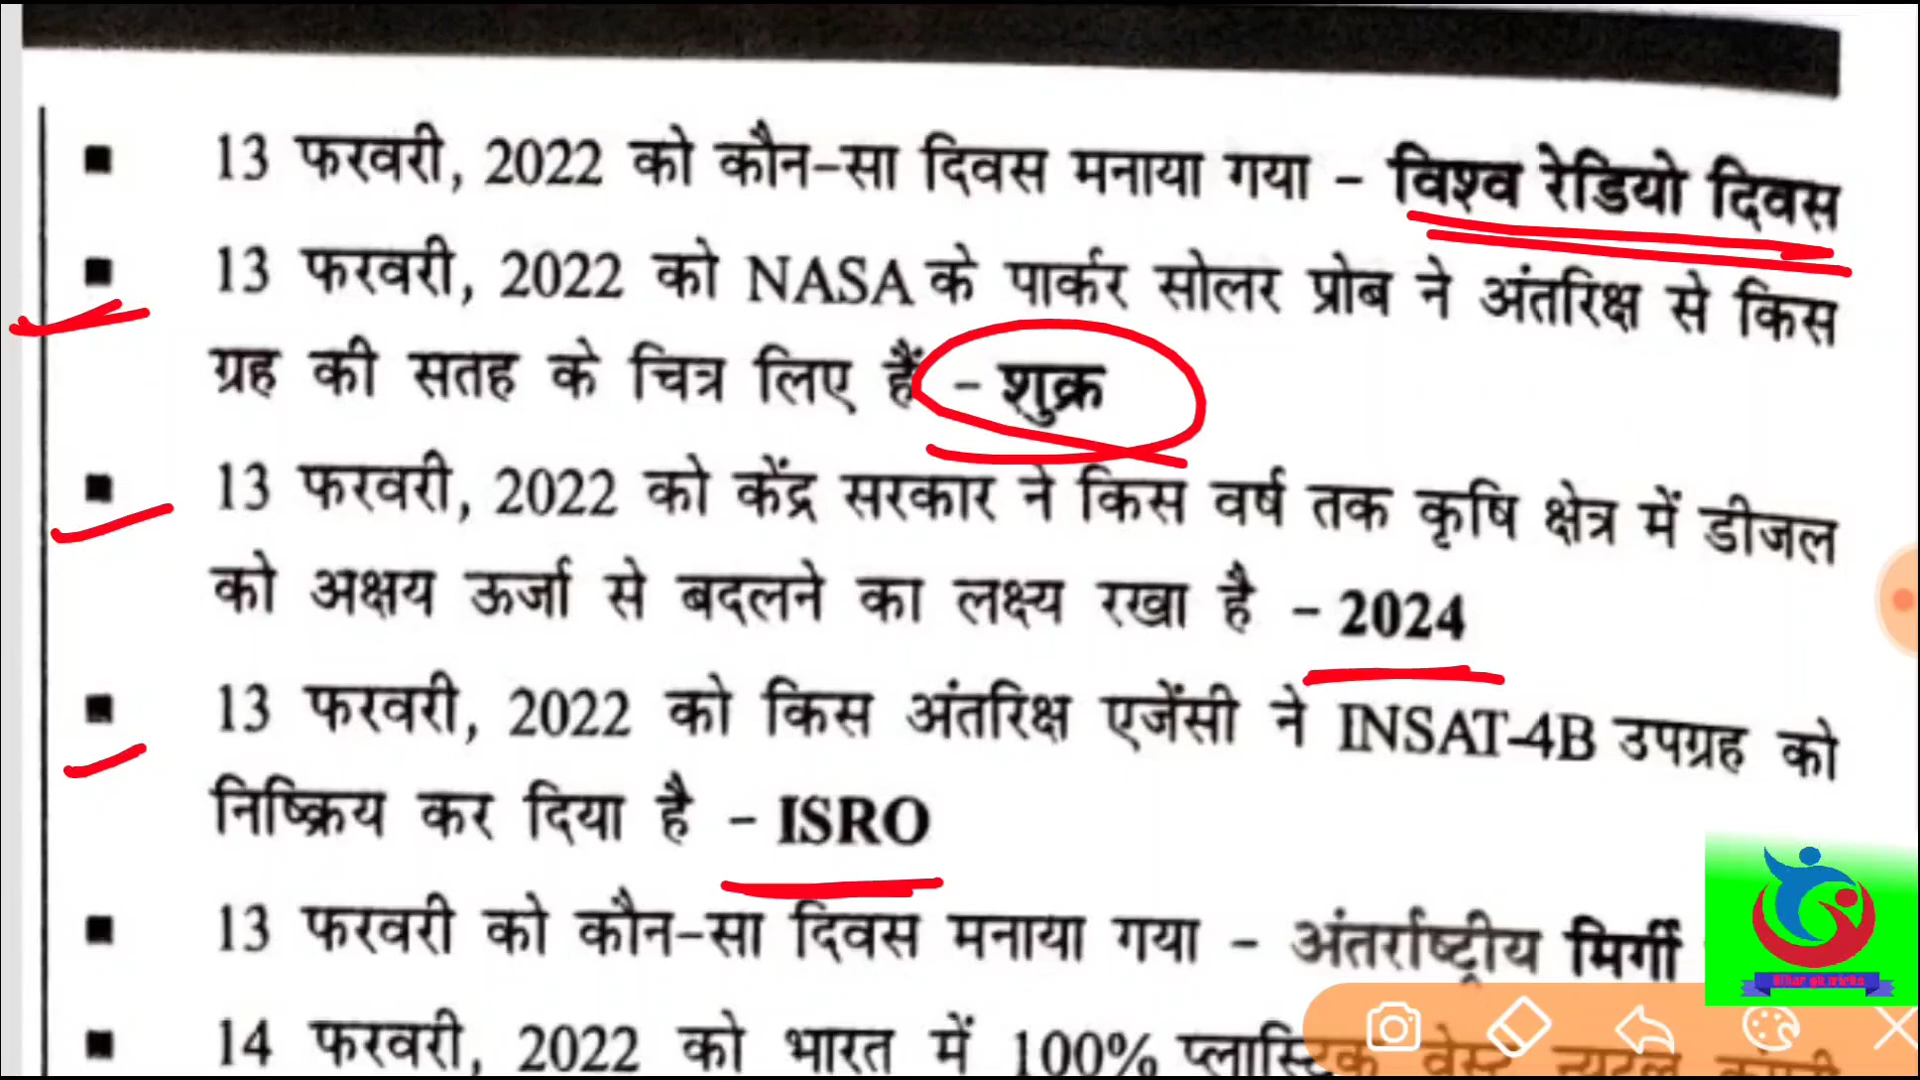 ▪ 13 फरवरी, 2022 को कौन-सा दिवस मनाया गया - विश्व रेडियो दिवस
▪ 13 फरवरी, 2022 को NASA के पार्कर सोलर प्रोब ने अंतरिक्ष से किस
ग्रह की सतह के चित्र लिए हैं - शुक्र
▪ 13 फरवरी, 2022 को केंद्र सरकार ने किस वर्ष तक कृषि क्षेत्र में डीजल
को अक्षय ऊर्जा से बदलने का लक्ष्य रखा है - 2024
▪ 13 फरवरी, 2022 को किस अंतरिक्ष एजेंसी ने INSAT-4B उपग्रह को
निष्क्रिय कर दिया है - ISRO
▪ 13 फरवरी को कौन-सा दिवस मनाया गया - अंतर्राष्ट्रीय मिर्गी
▪ 14 फरवरी, 2022 को भारत में 100% प्लास्टिक वेस्ट न्यूट्रल कंपनी